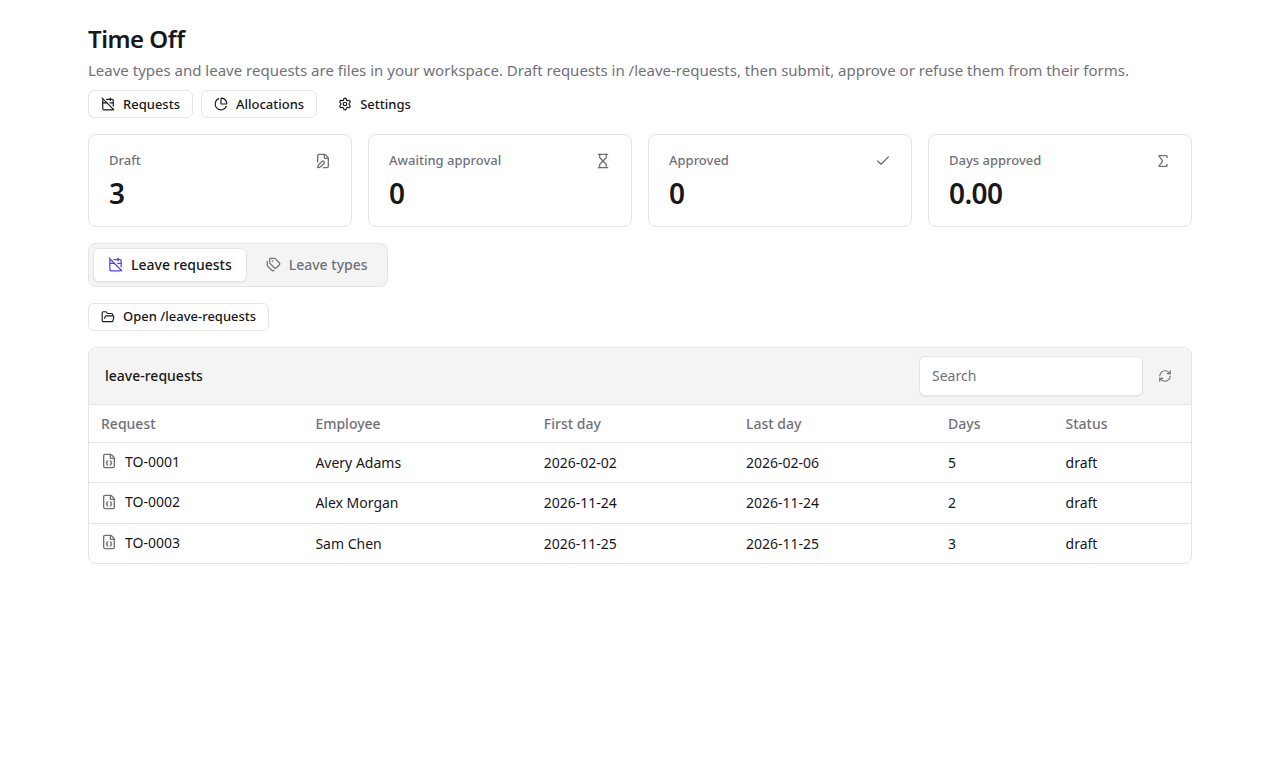 Time Off
Leave types and leave requests are files in your workspace. Draft requests in /leave-requests, then submit, approve or refuse them from their forms.
Requests Allocations Settings
Draft Awaiting approval Approved Days approved
3 0 0 0.00
Leave requests Leave types
Open /leave-requests
leave-requests Search
Request Employee First day Last day Days Status
TO-0001 Avery Adams 2026-02-02 2026-02-06 5 draft
TO-0002 Alex Morgan 2026-11-24 2026-11-24 2 draft
TO-0003 Sam Chen 2026-11-25 2026-11-25 3 draft